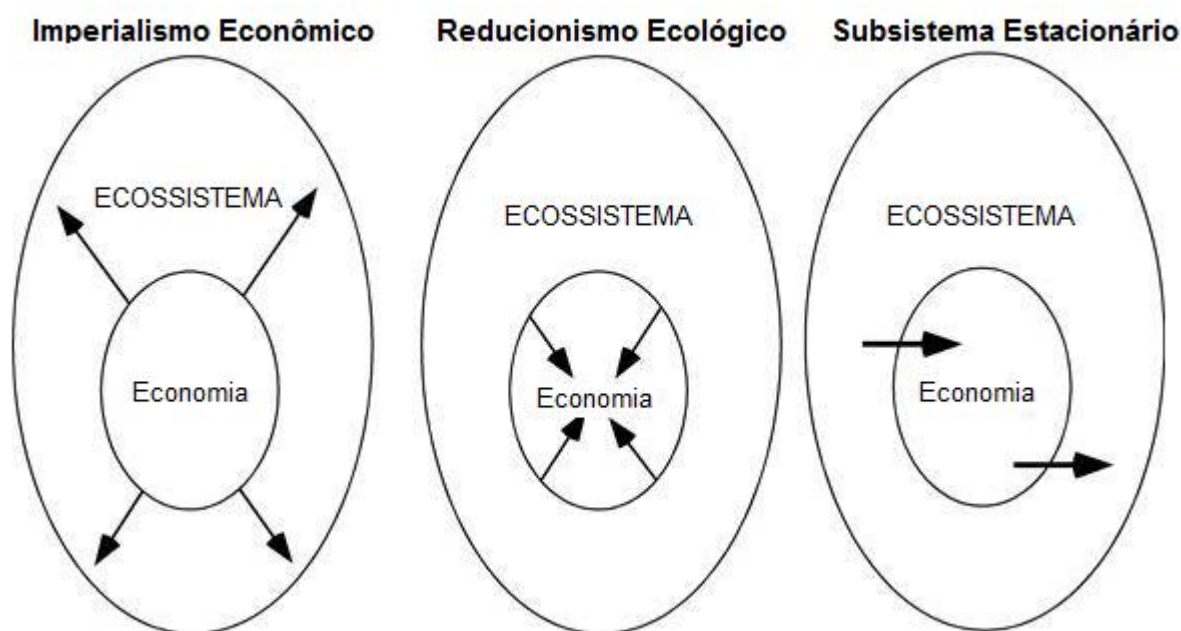 Imperialismo Econômico
Reducionismo Ecológico
Subsistema Estacionário
ECOSSISTEMA
Economia
ECOSSISTEMA
Economia
ECOSSISTEMA
Economia